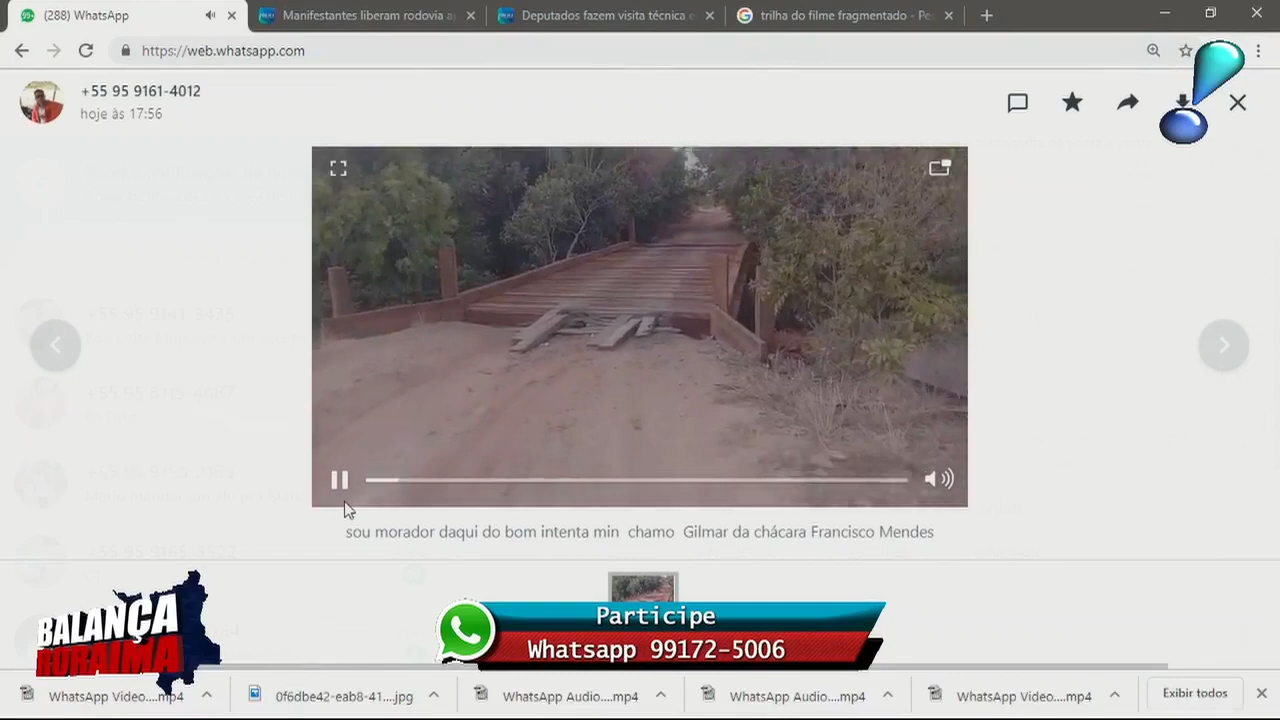 (288) WhatsApp
Manifestantes liberam rodovia a
Deputados fazem visita técnica e
trilha do filme fragmentado - Pe
https://web.whatsapp.com
+55 95 9161-4012
hoje às 17:56
sou morador daqui do bom intenta min chamo Gilmar da chácara Francisco Mendes
BALANÇA
RORAIMA
Participe
Whatsapp 99172-5006
WhatsApp Video....mp4
0f6dbe42-eab8-41....jpg
WhatsApp Audio....mp4
WhatsApp Audio....mp4
WhatsApp Video....mp4
Exibir todos